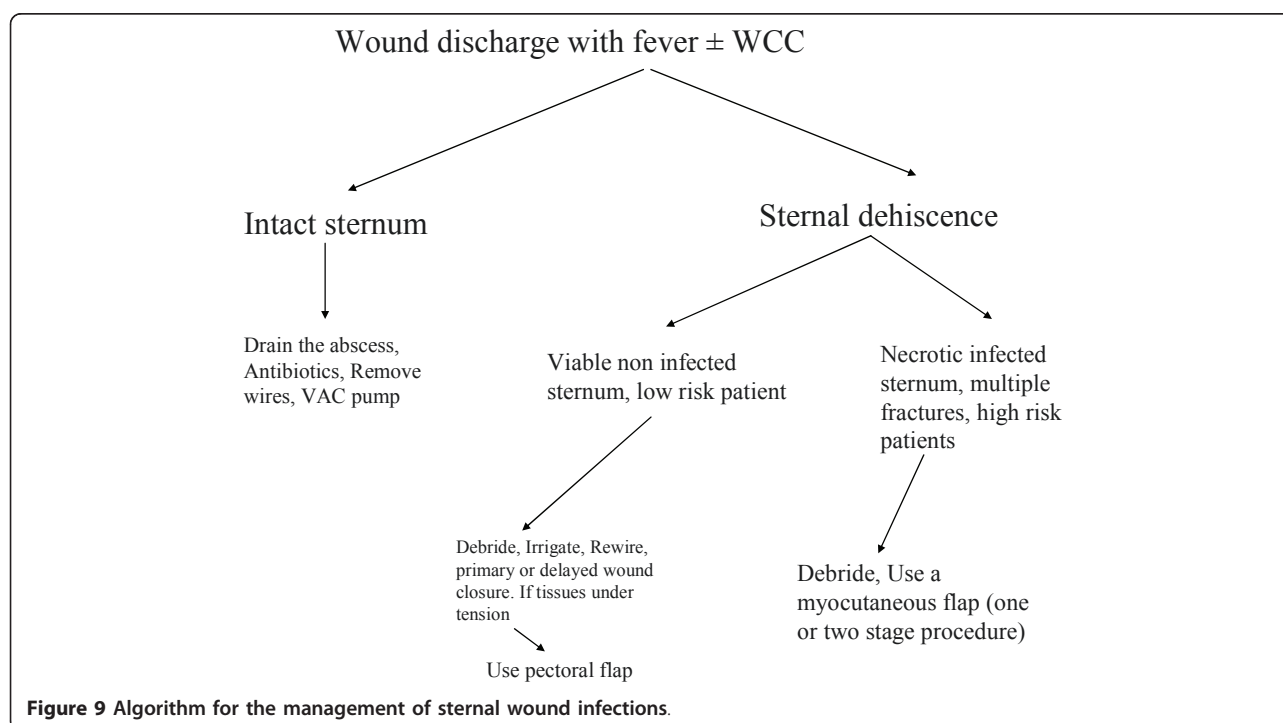 Wound discharge with fever ± WCC
Intact sternum
Sternal dehiscence
Drain the abscess,
Antibiotics, Remove
wires, VAC pump
Viable non infected
sternum, low risk patient
Necrotic infected
sternum, multiple
fractures, high risk
patients
Debride, Irrigate, Rewire,
primary or delayed wound
closure. If tissues under
tension
Debride, Use a
myocutaneous flap (one
or two stage procedure)
Use pectoral flap
Figure 9 Algorithm for the management of sternal wound infections.